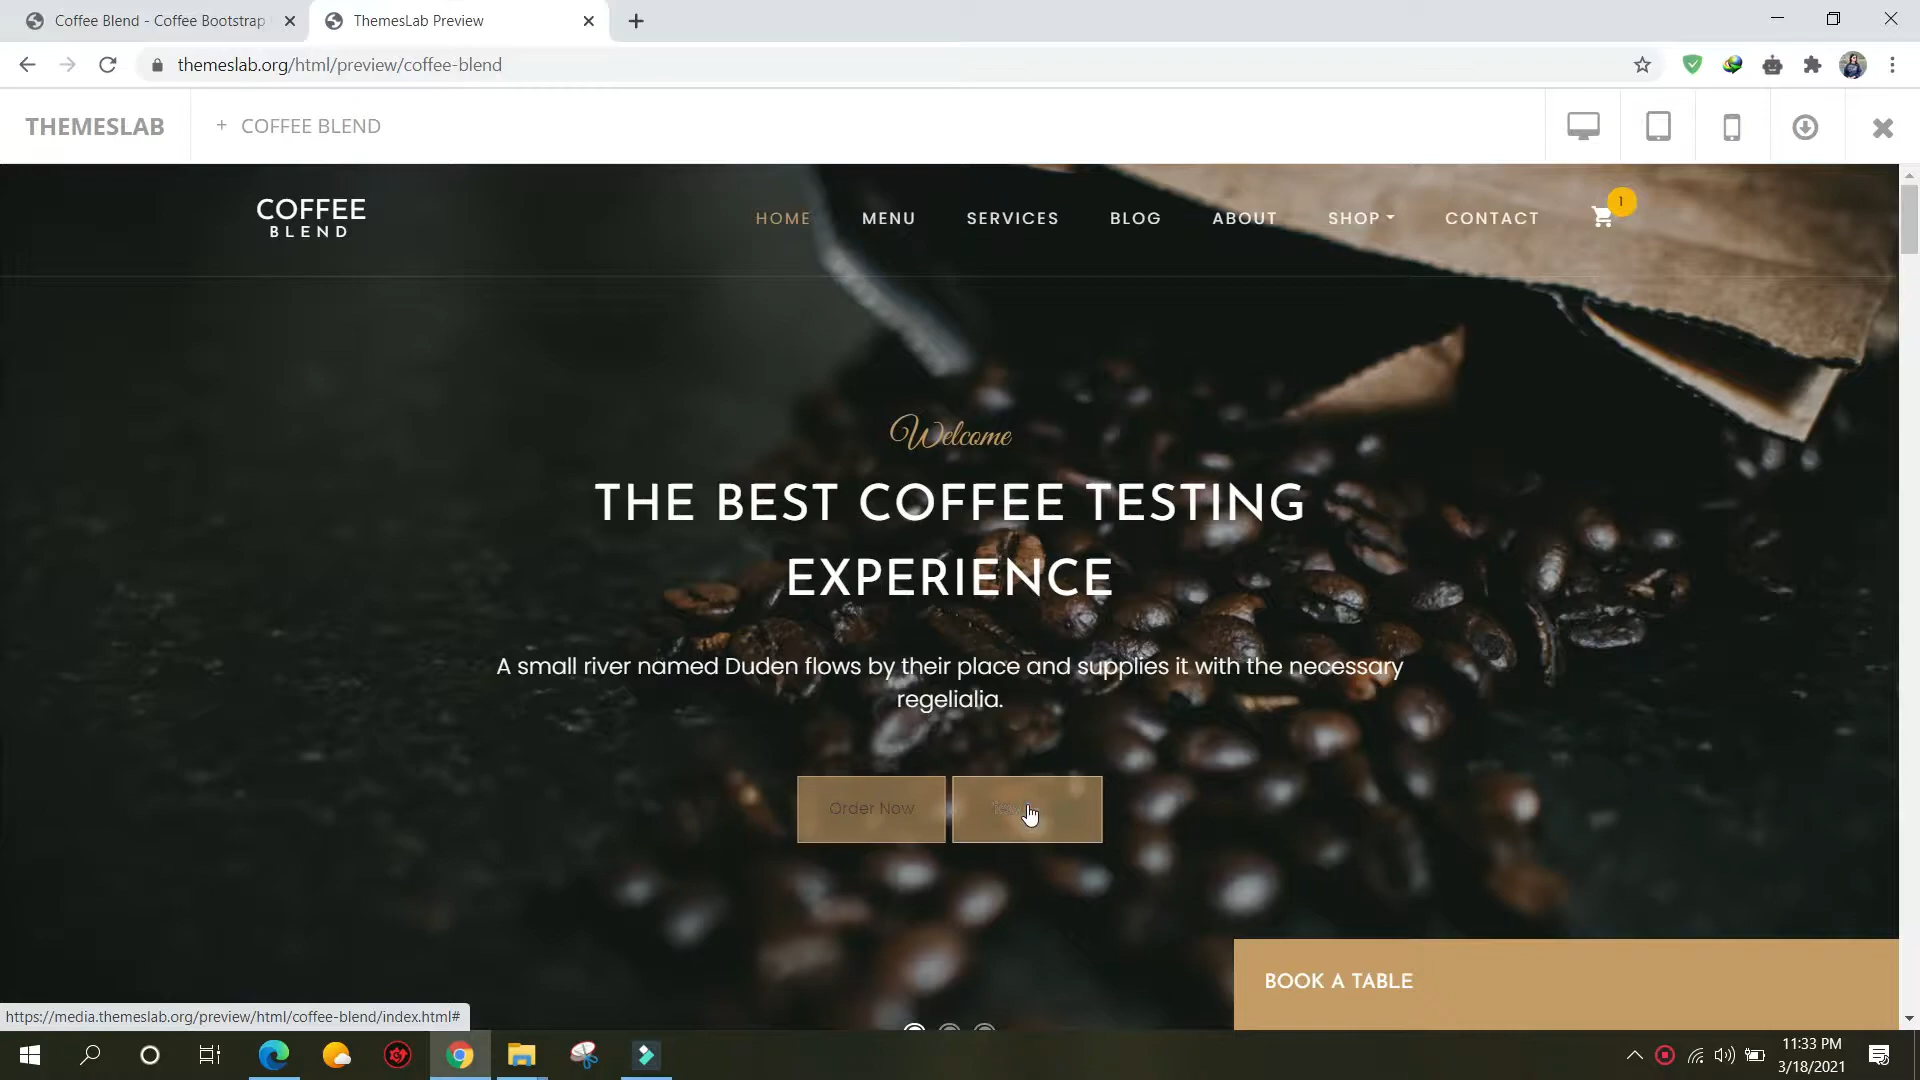 Coffee Blend - Coffee Bootstrap
ThemesLab Preview
themeslab.org/html/preview/coffee-blend
THEMESLAB
+ COFFEE BLEND
COFFEE
BLEND
HOME
MENU
SERVICES
BLOG
ABOUT
SHOP
CONTACT
1
Welcome
THE BEST COFFEE TESTING
EXPERIENCE
A small river named Duden flows by their place and supplies it with the necessary
regelialia.
Order Now
BOOK A TABLE
https://media.themeslab.org/preview/html/coffee-blend/index.html#
11:33 PM
3/18/2021